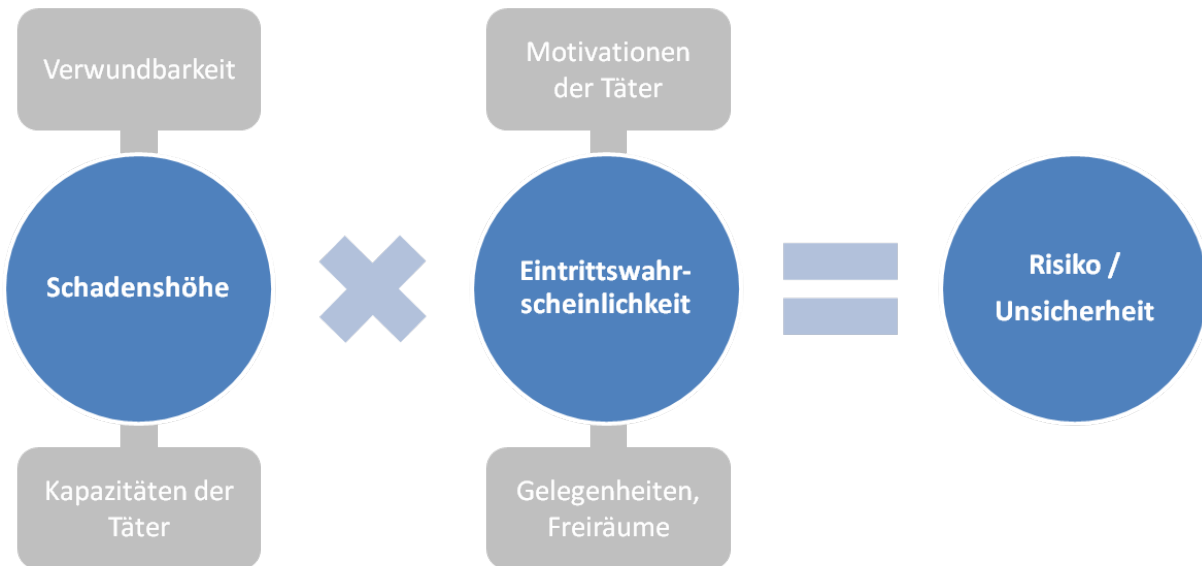 Verwundbarkeit
Motivationen
der Täter
Schadenshöhe
Eintrittswahr-
scheinlichkeit
Risiko /
Unsicherheit
Kapazitäten der
Täter
Gelegenheiten,
Freiräume